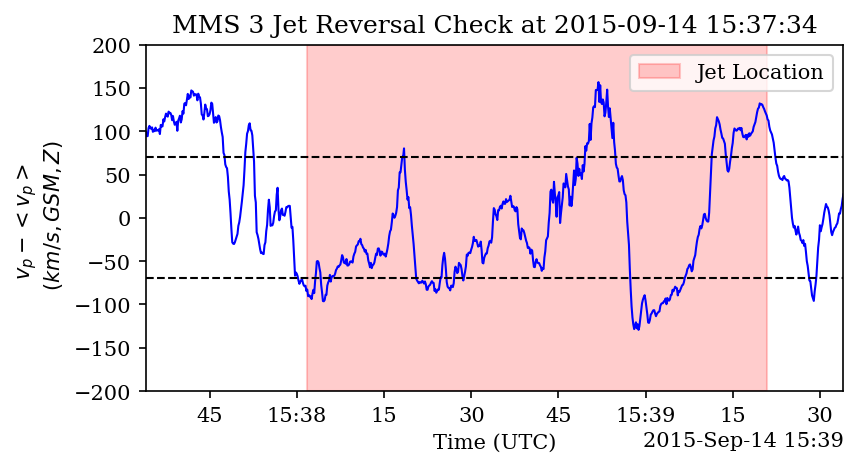 MMS 3 Jet Reversal Check at 2015-09-14 15:37:34
200
150
100
50
0
−50
−100
−150
−200
v_p − < v_p >
(km/s, GSM, Z)
Jet Location
45 15:38 15 30 45 15:39 15 30
Time (UTC)
2015-Sep-14 15:39